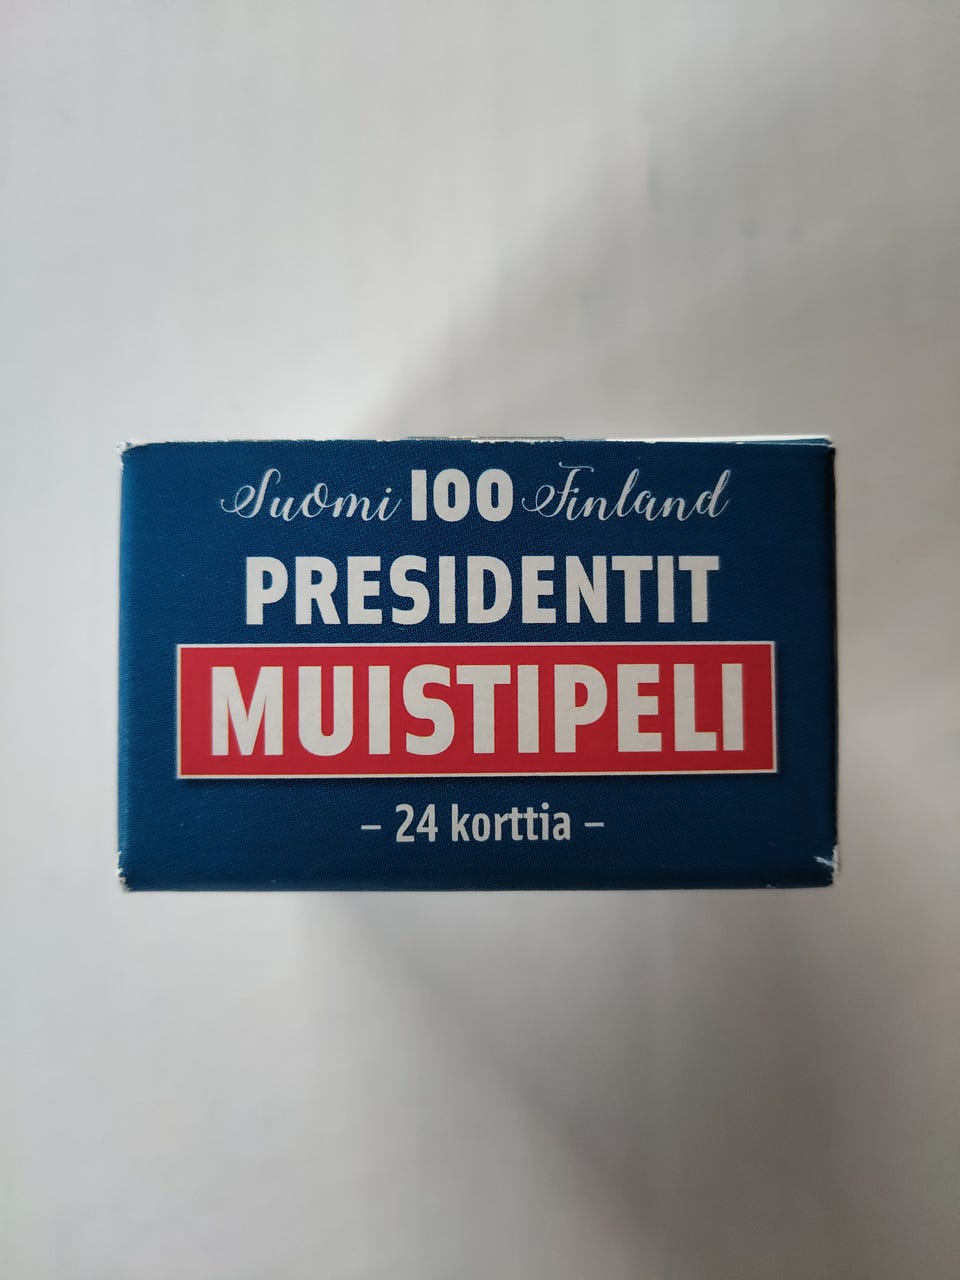 Suomi 100 Finland
PRESIDENTIT
MUISTIPELI
– 24 korttia –